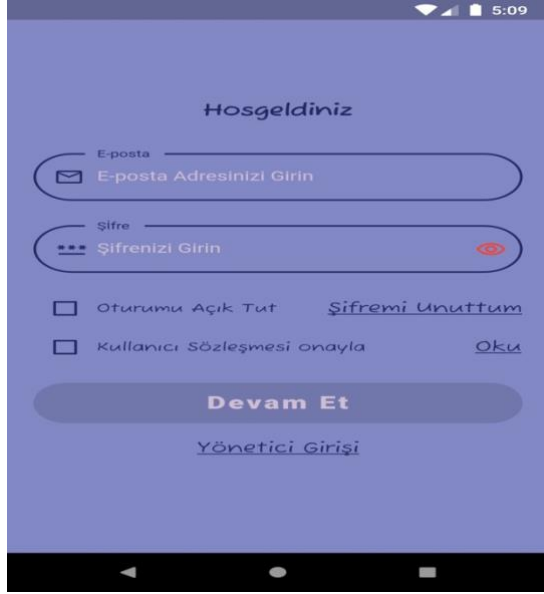 5:09
Hosgeldiniz
E-posta
E-posta Adresinizi Girin
Şifre
Şifrenizi Girin
Oturumu Açık Tut Şifremi Unuttum
Kullanıcı Sözleşmesi onayla Oku
Devam Et
Yönetici Girişi